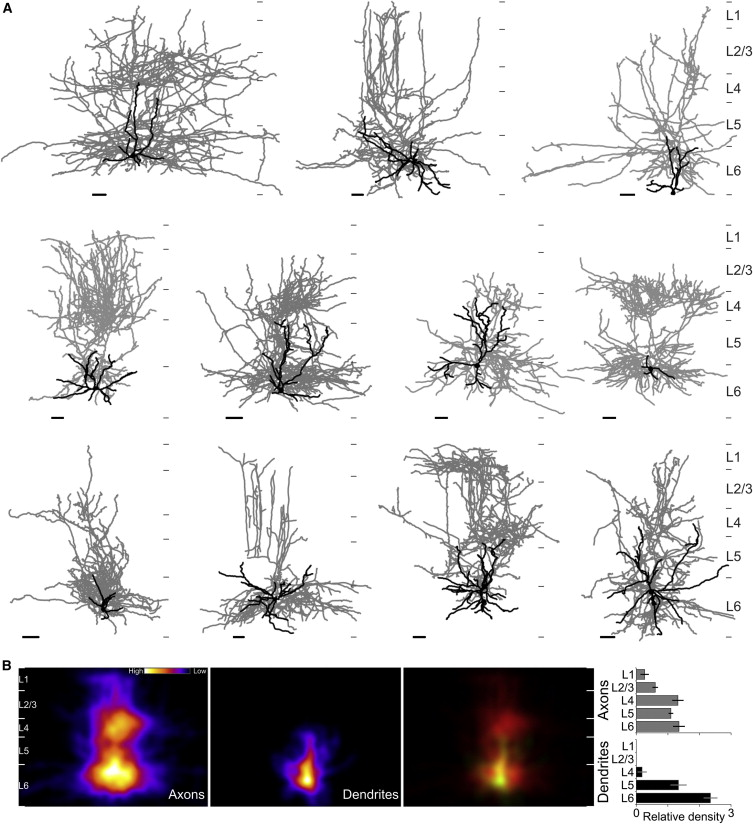 A
L1
L2/3
L4
L5
L6
L1
L2/3
L4
L5
L6
L1
L2/3
L4
L5
L6
B
High Low
L1
L2/3
L4
L5
L6
Axons
Dendrites
L1
L2/3
L4
L5
L6
Axons
L1
L2/3
L4
L5
L6
Dendrites
0 3
Relative density